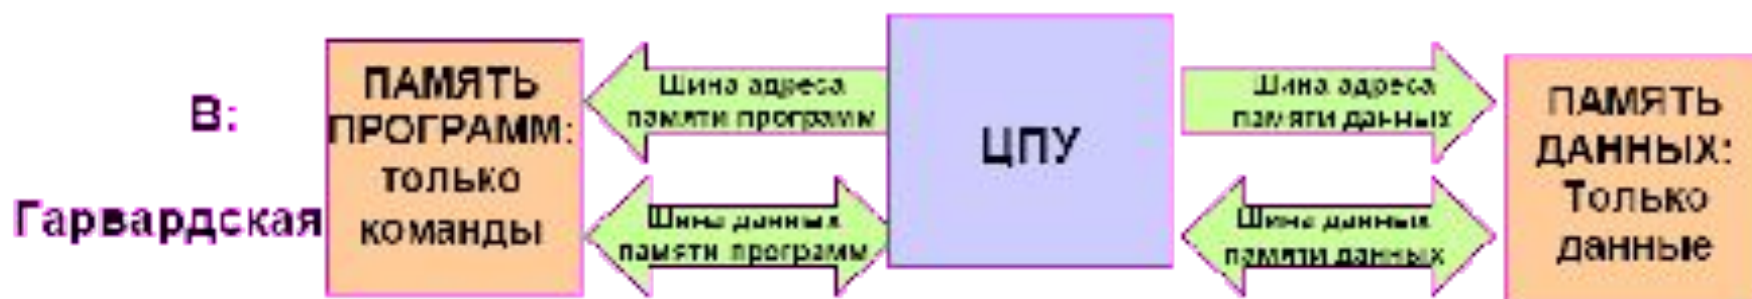 В:
Гарвардская
ПАМЯТЬ
ПРОГРАММ:
только
команды
Шина адреса
памяти программ
Шина данных
памяти программ
ЦПУ
Шина адреса
памяти данных
Шина данных
памяти данных
ПАМЯТЬ
ДАННЫХ:
Только
данные